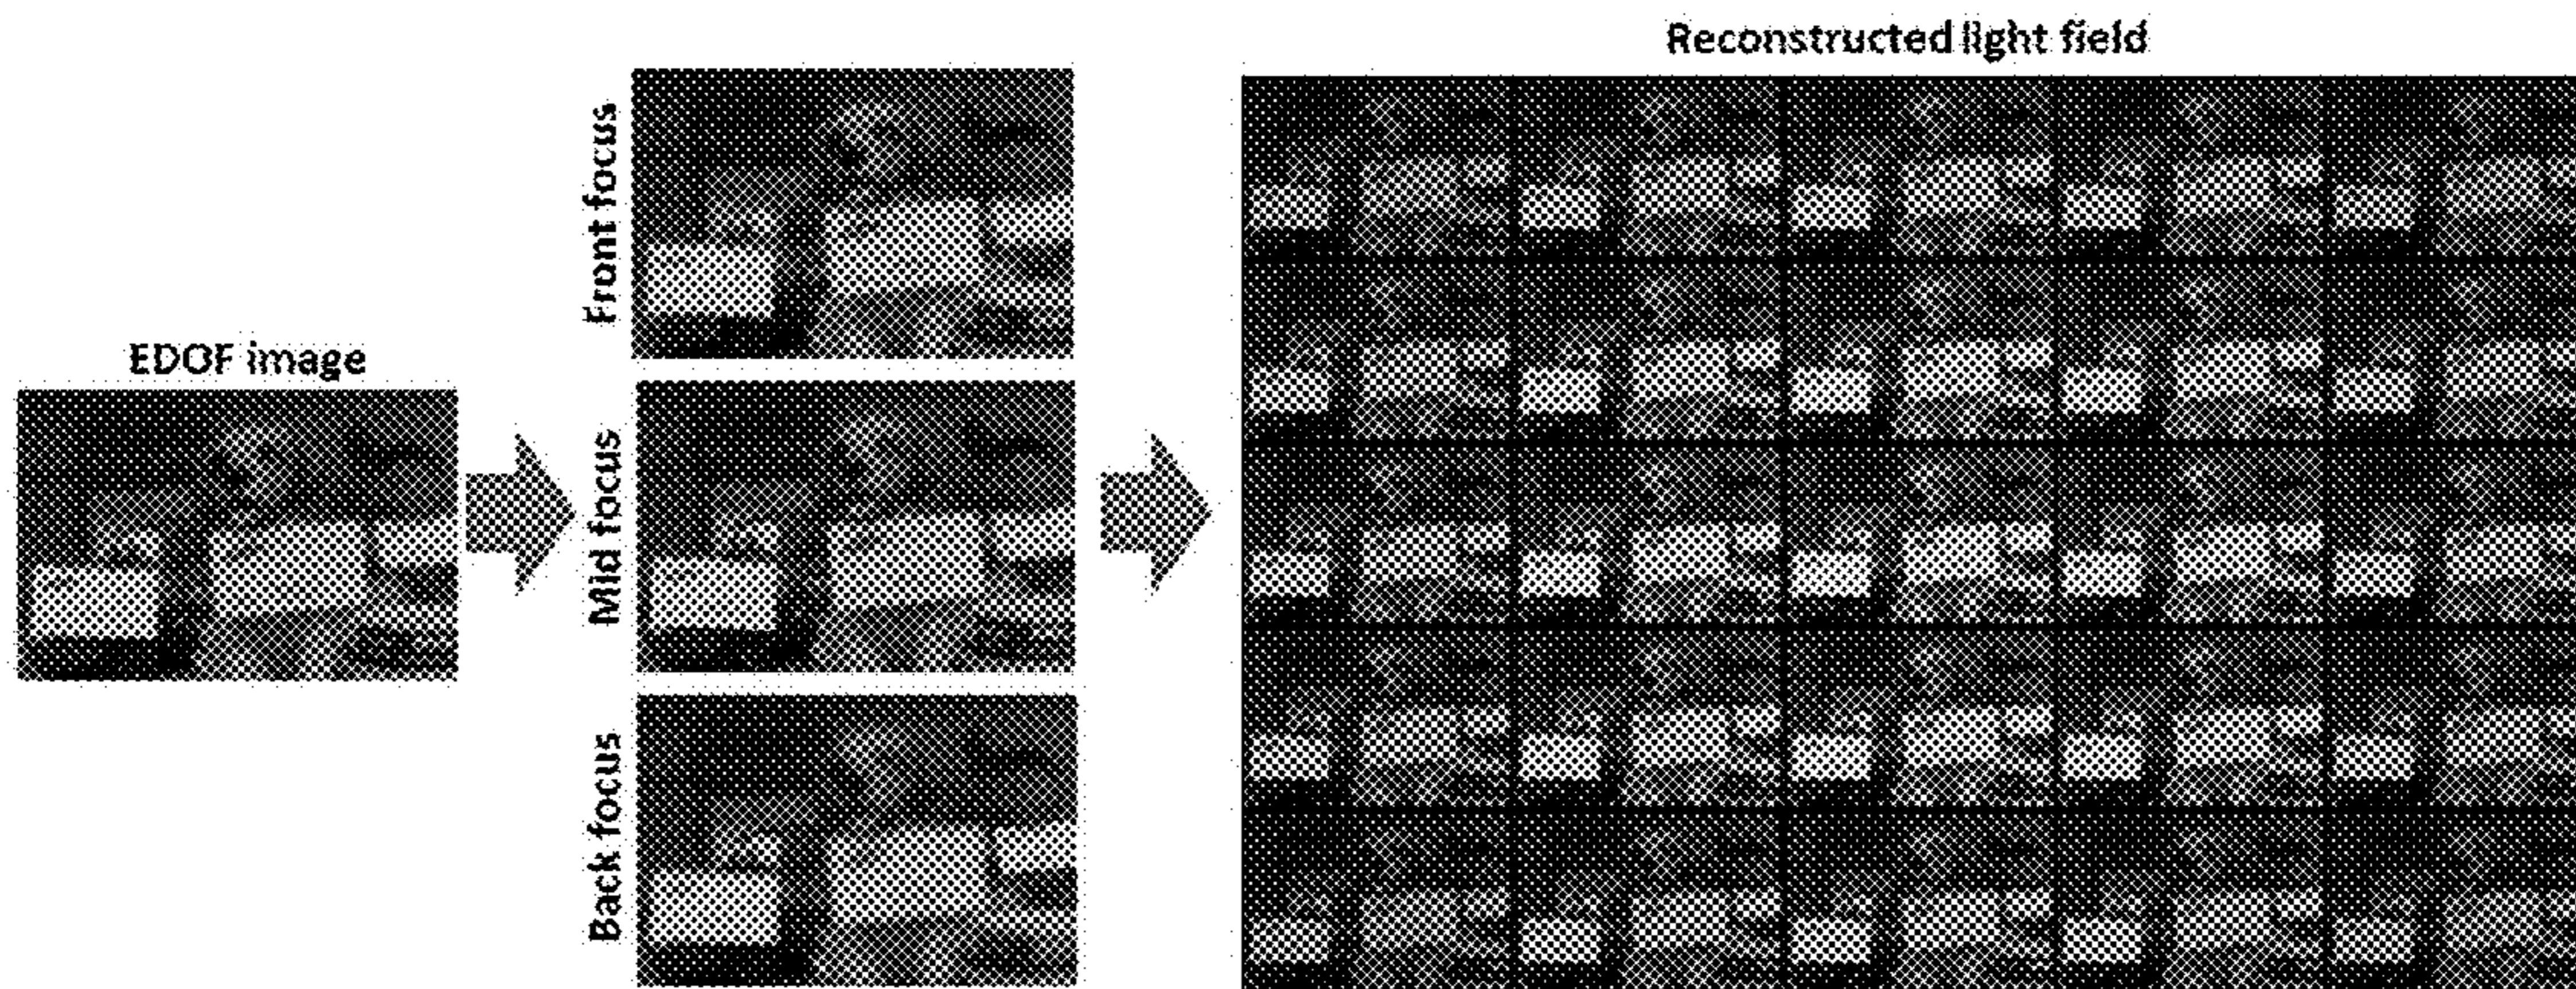 Reconstructed light field
Front focus
EDOF image
Mid focus
Back focus